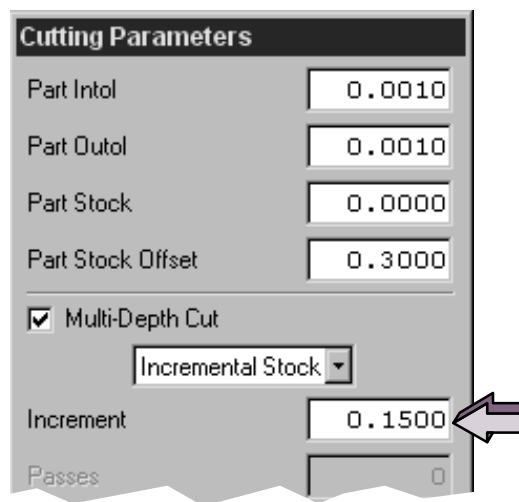 Cutting Parameters
Part Intol 0.0010
Part Outol 0.0010
Part Stock 0.0000
Part Stock Offset 0.3000
Multi-Depth Cut
Incremental Stock
Increment 0.1500
Passes 0